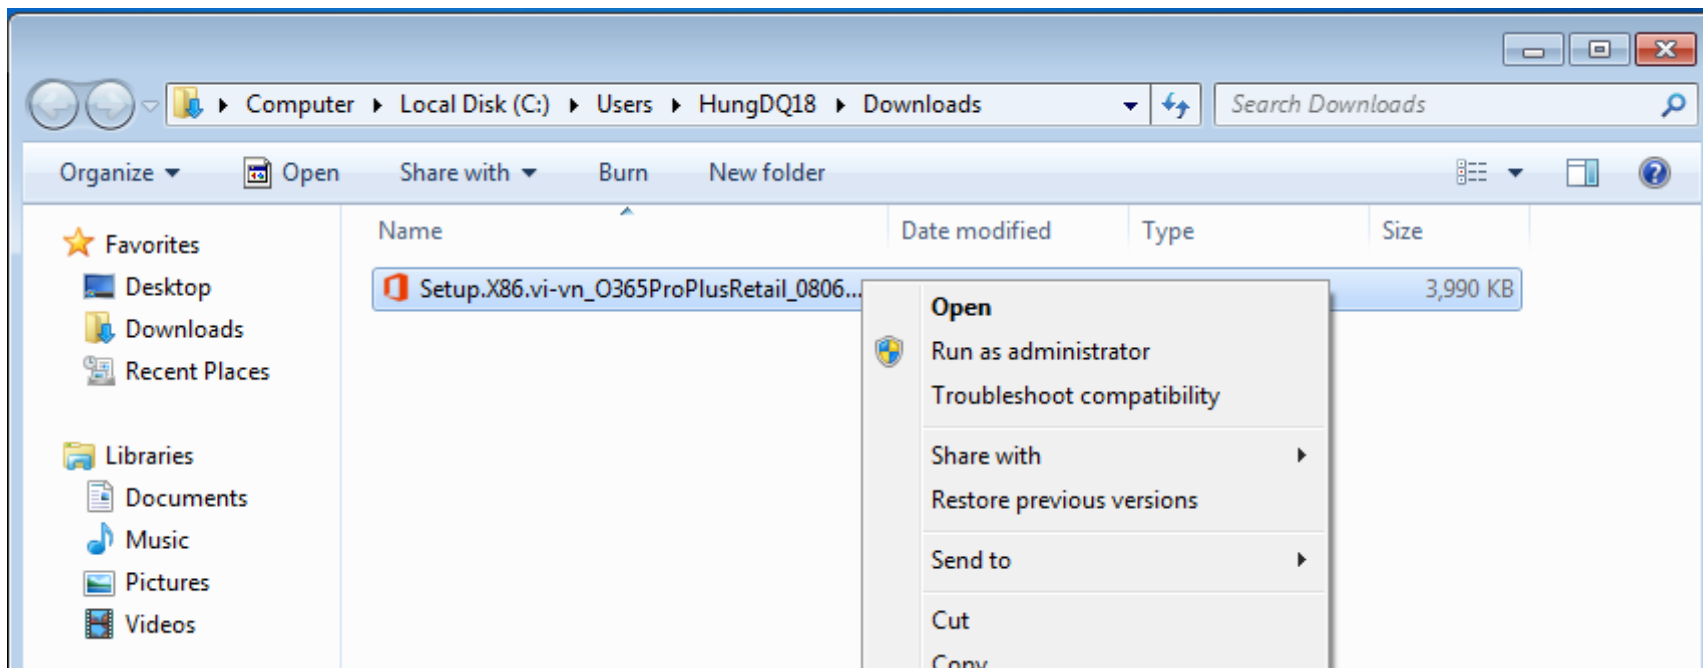 Computer Local Disk (C:) Users HungDQ18 Downloads
Search Downloads
Organize Open Share with Burn New folder
Name Date modified Type Size
Favorites
Desktop
Downloads
Recent Places
Libraries
Documents
Music
Pictures
Videos
Setup.X86.vi-vn_O365ProPlusRetail_0806... 3,990 KB
Open
Run as administrator
Troubleshoot compatibility
Share with
Restore previous versions
Send to
Cut
Copy